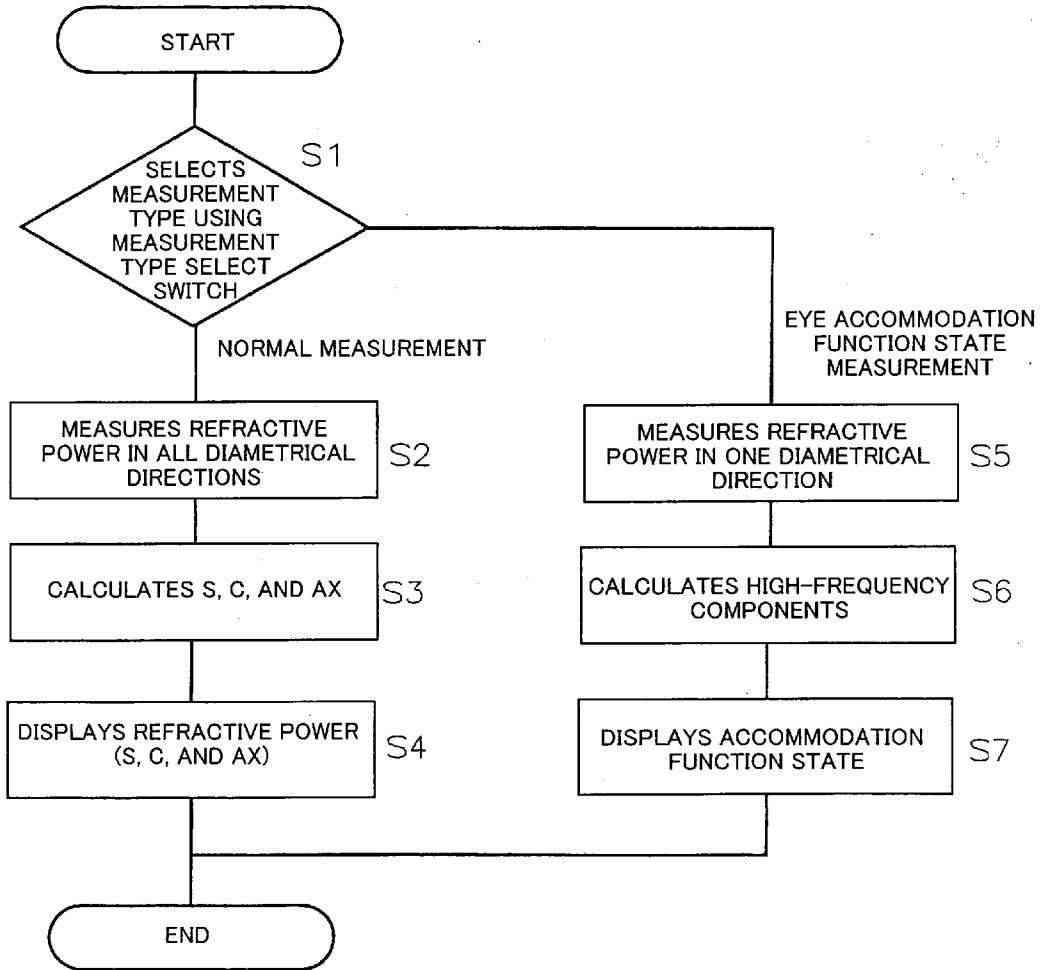 START
S1
SELECTS
MEASUREMENT
TYPE USING
MEASUREMENT
TYPE SELECT
SWITCH
NORMAL MEASUREMENT
EYE ACCOMMODATION
FUNCTION STATE
MEASUREMENT
MEASURES REFRACTIVE
POWER IN ALL DIAMETRICAL
DIRECTIONS
S2
MEASURES REFRACTIVE
POWER IN ONE DIAMETRICAL
DIRECTION
S5
CALCULATES S, C, AND AX
S3
CALCULATES HIGH-FREQUENCY
COMPONENTS
S6
DISPLAYS REFRACTIVE POWER
(S, C, AND AX)
S4
DISPLAYS ACCOMMODATION
FUNCTION STATE
S7
END